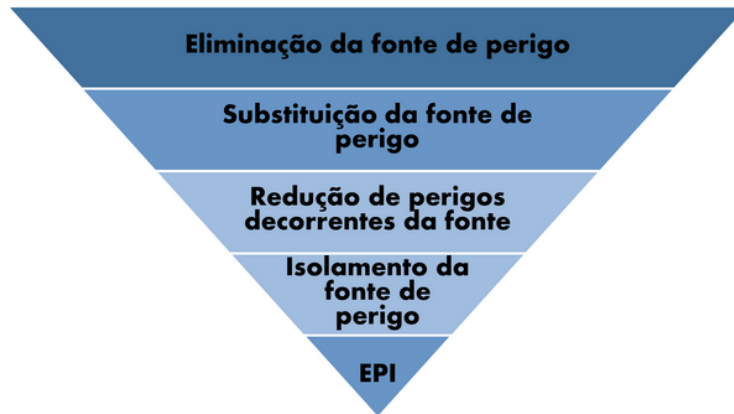 Eliminação da fonte de perigo
Substituição da fonte de
perigo
Redução de perigos
decorrentes da fonte
Isolamento da
fonte de
perigo
EPI